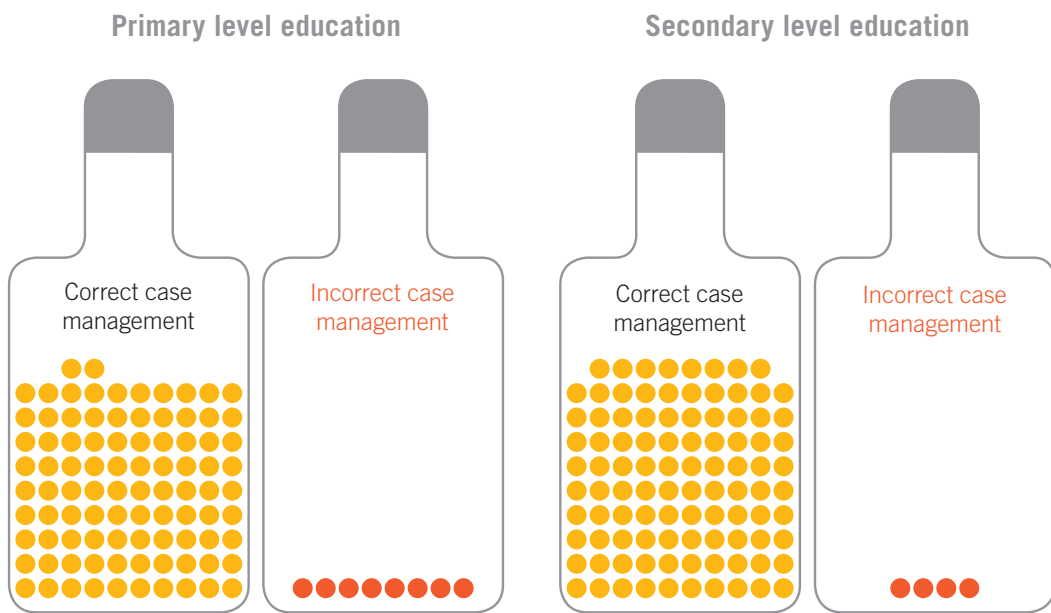 Primary level education
Secondary level education
Correct case
management
Incorrect case
management
Correct case
management
Incorrect case
management